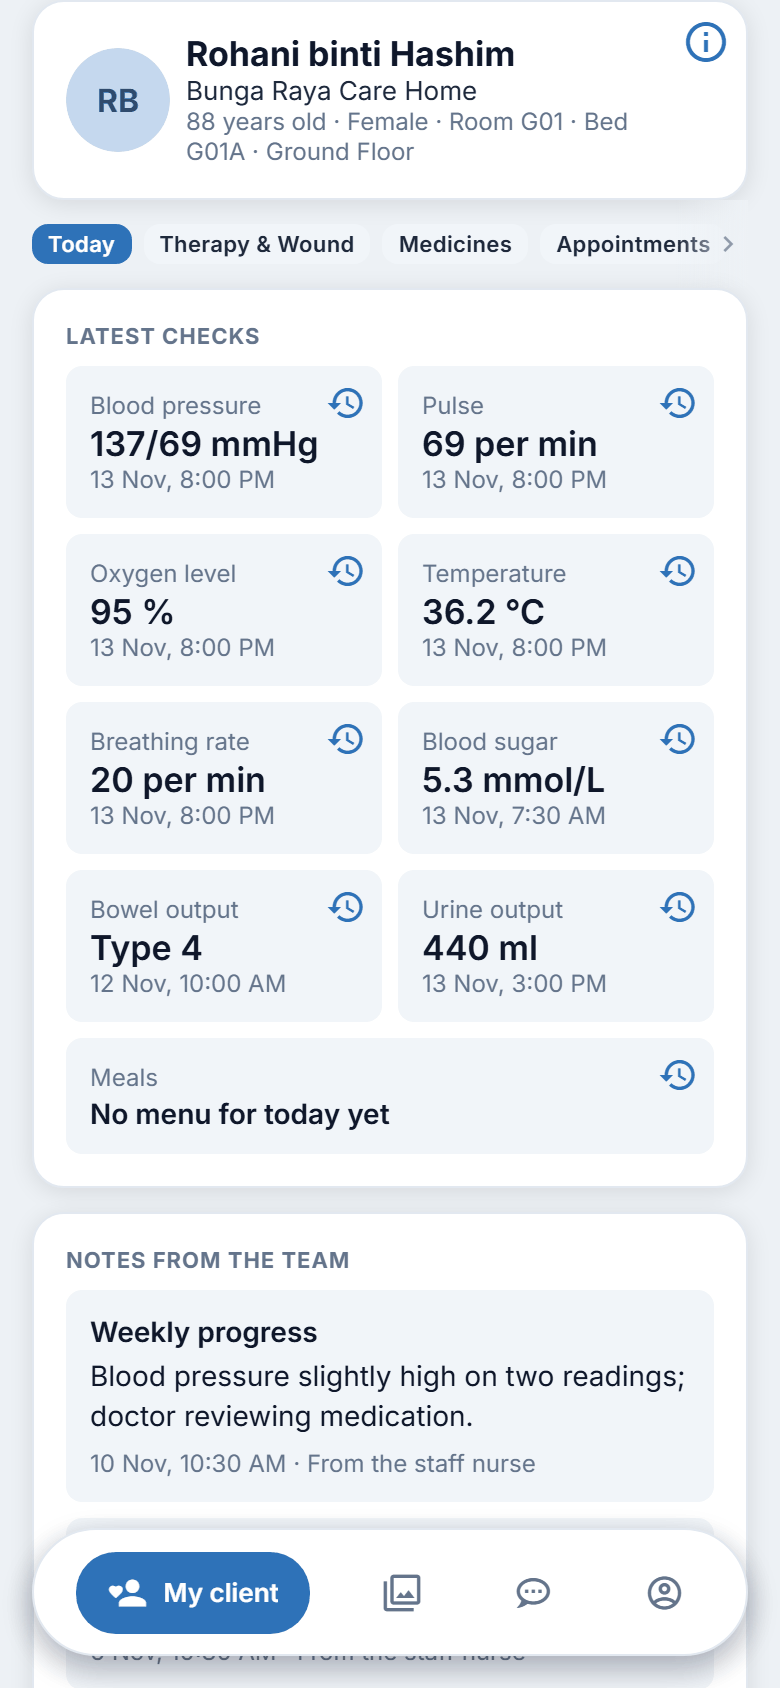 Rohani binti Hashim
RB
Bunga Raya Care Home
88 years old · Female · Room G01 · Bed
G01A · Ground Floor
Today
Therapy & Wound
Medicines
Appointments
LATEST CHECKS
Blood pressure
137/69 mmHg
13 Nov, 8:00 PM
Pulse
69 per min
13 Nov, 8:00 PM
Oxygen level
95 %
13 Nov, 8:00 PM
Temperature
36.2 °C
13 Nov, 8:00 PM
Breathing rate
20 per min
13 Nov, 8:00 PM
Blood sugar
5.3 mmol/L
13 Nov, 7:30 AM
Bowel output
Type 4
12 Nov, 10:00 AM
Urine output
440 ml
13 Nov, 3:00 PM
Meals
No menu for today yet
NOTES FROM THE TEAM
Weekly progress
Blood pressure slightly high on two readings;
doctor reviewing medication.
10 Nov, 10:30 AM · From the staff nurse
My client
From the staff nurse